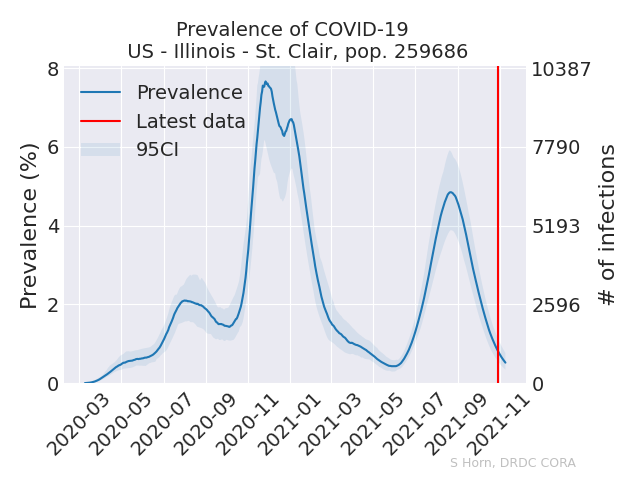 Prevalence of COVID-19
US - Illinois - St. Clair, pop. 259686
Prevalence
Latest data
95CI
Prevalence (%)
8
6
4
2
0
10387
7790
5193
2596
0
# of infections
2020-03
2020-05
2020-07
2020-09
2020-11
2021-01
2021-03
2021-05
2021-07
2021-09
2021-11
S Horn, DRDC CORA